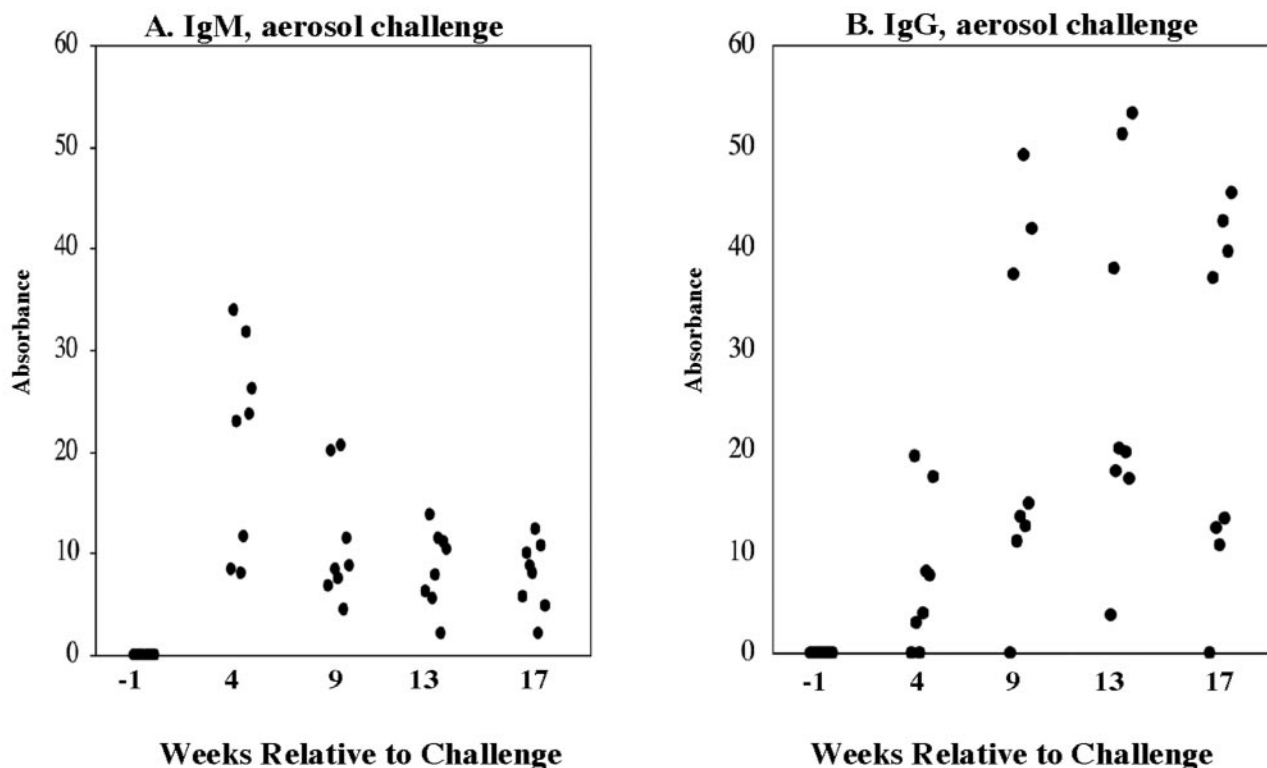 A. IgM, aerosol challenge
60
50
40
30
20
10
0
Absorbance
-1 4 9 13 17
Weeks Relative to Challenge
B. IgG, aerosol challenge
60
50
40
30
20
10
0
Absorbance
-1 4 9 13 17
Weeks Relative to Challenge